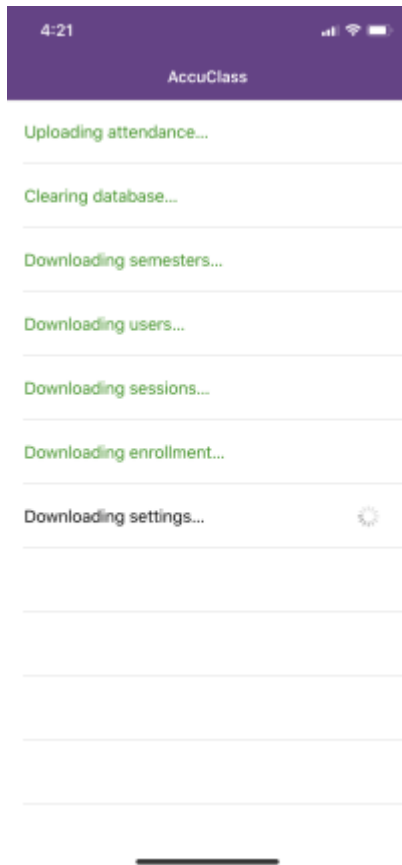 4:21
AccuClass
Uploading attendance...
Clearing database...
Downloading semesters...
Downloading users...
Downloading sessions...
Downloading enrollment...
Downloading settings...